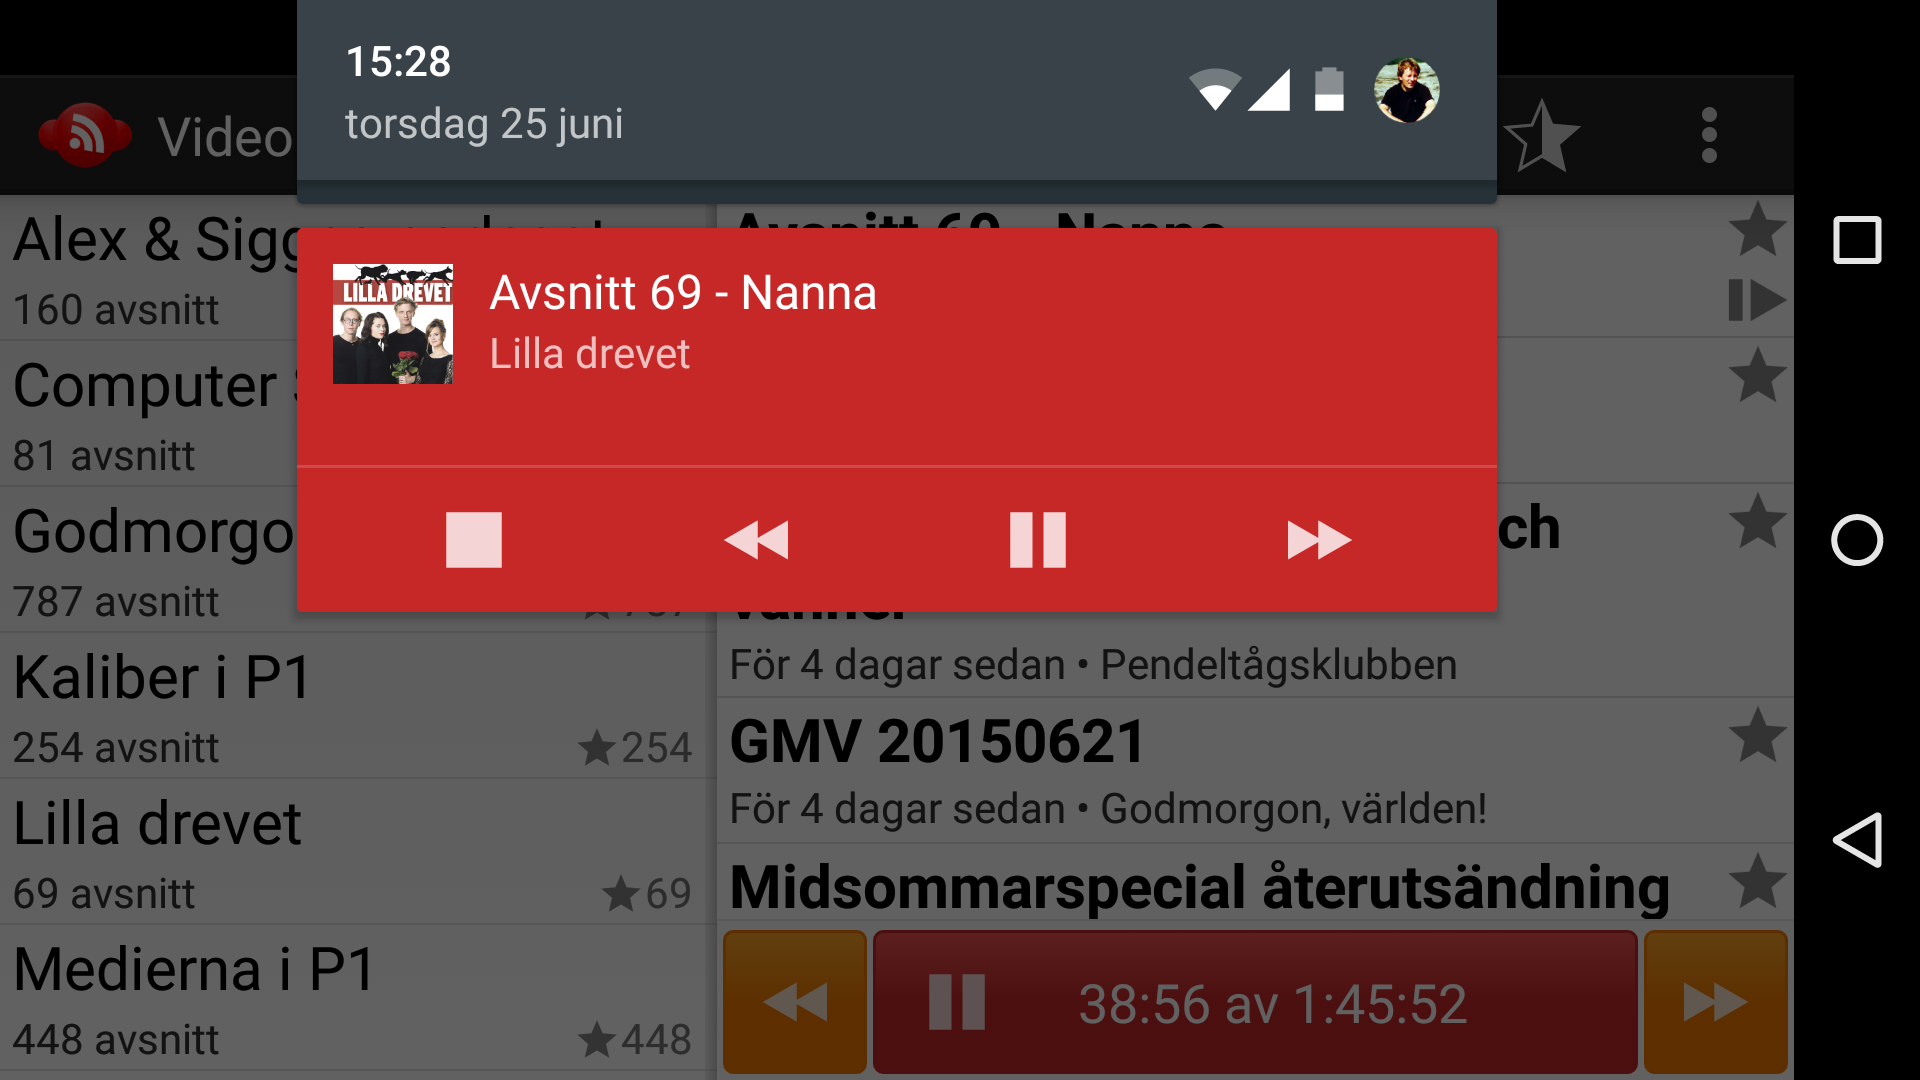 15:28
torsdag 25 juni
Video
LILLA DREVET
Avsnitt 69 - Nanna
Lilla drevet
Alex & Sigg
160 avsnitt
Computer
81 avsnitt
Godmorgo
787 avsnitt
Kaliber i P1
254 avsnitt
254
Lilla drevet
69 avsnitt
69
Medierna i P1
448 avsnitt
448
Avsnitt 69 - Nanna
ch
För 4 dagar sedan • Pendeltågsklubben
GMV 20150621
För 4 dagar sedan • Godmorgon, världen!
Midsommarspecial återutsändning
38:56 av 1:45:52